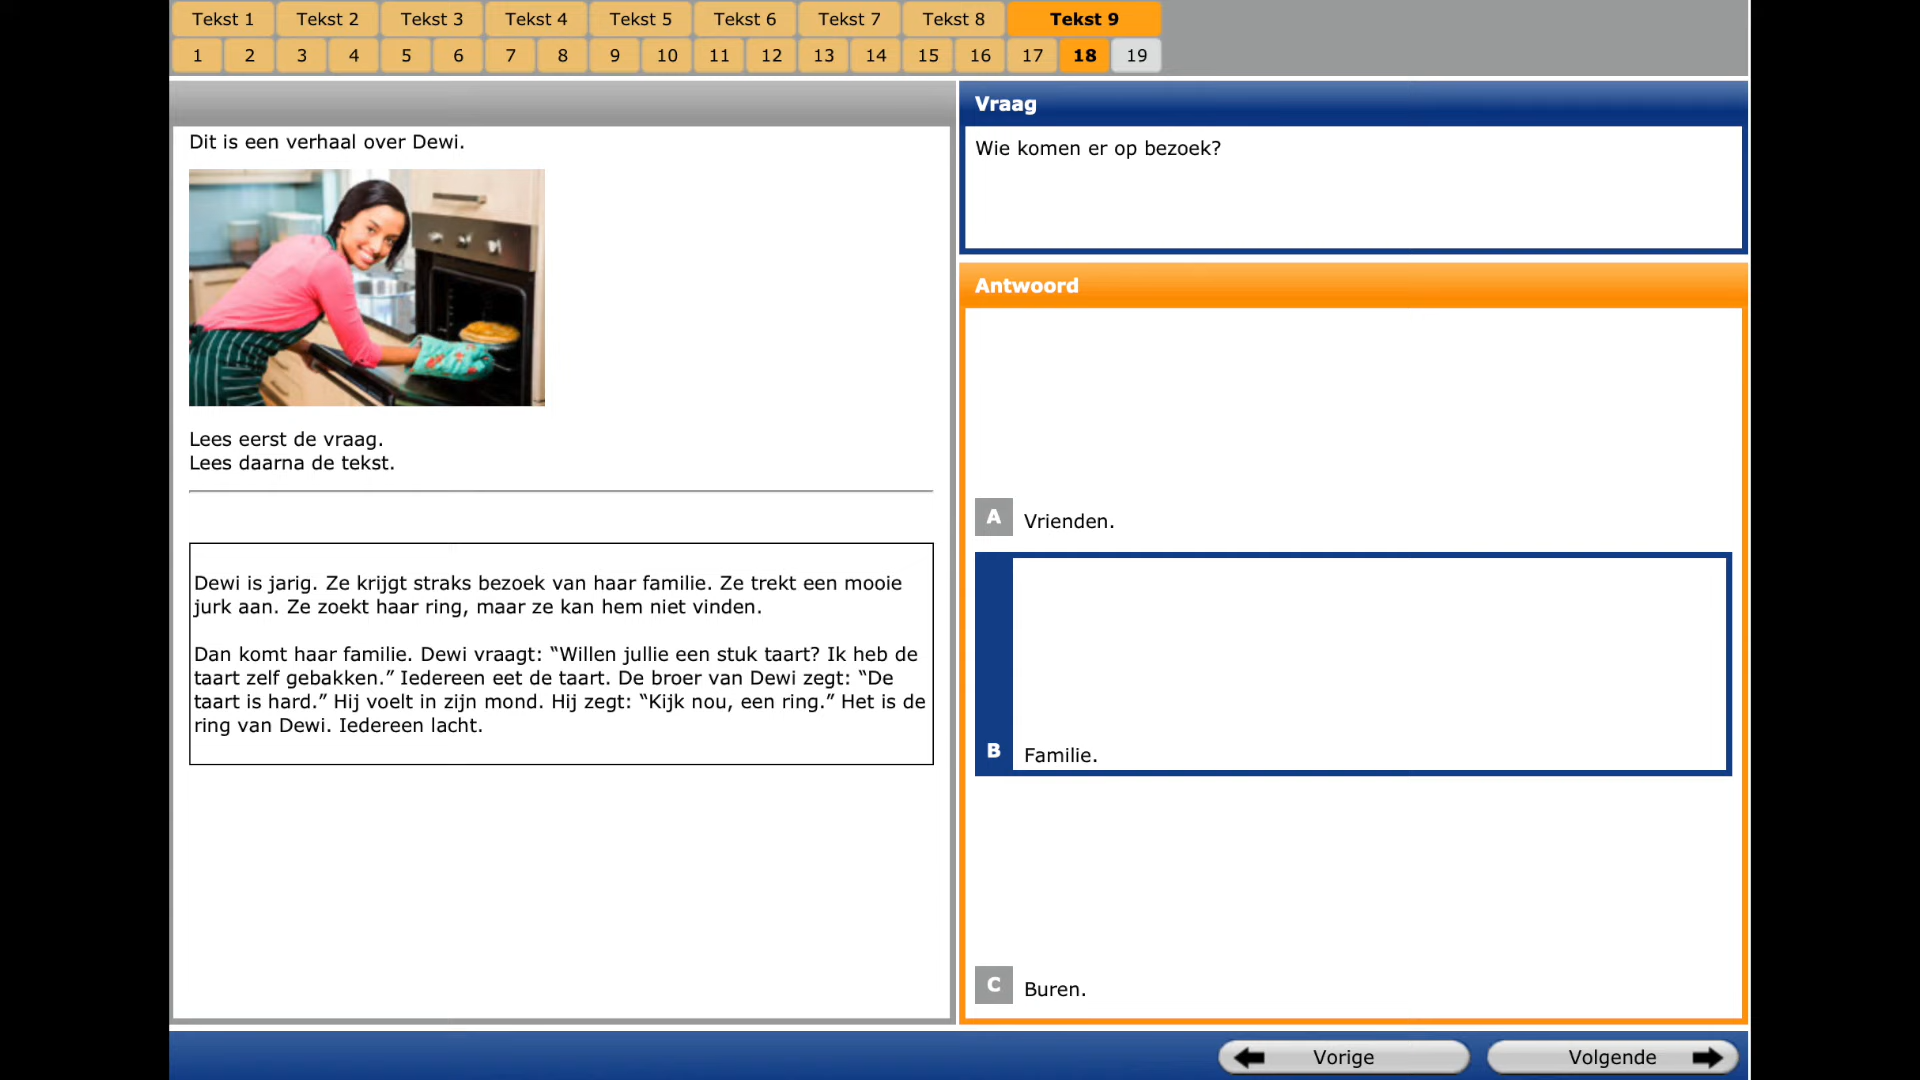 Tekst 1 Tekst 2 Tekst 3 Tekst 4 Tekst 5 Tekst 6 Tekst 7 Tekst 8 Tekst 9
1 2 3 4 5 6 7 8 9 10 11 12 13 14 15 16 17 18 19
Dit is een verhaal over Dewi.
Lees eerst de vraag.
Lees daarna de tekst.
Dewi is jarig. Ze krijgt straks bezoek van haar familie. Ze trekt een mooie
jurk aan. Ze zoekt haar ring, maar ze kan hem niet vinden.
Dan komt haar familie. Dewi vraagt: “Willen jullie een stuk taart? Ik heb de
taart zelf gebakken.” Iedereen eet de taart. De broer van Dewi zegt: “De
taart is hard.” Hij voelt in zijn mond. Hij zegt: “Kijk nou, een ring.” Het is de
ring van Dewi. Iedereen lacht.
Vraag
Wie komen er op bezoek?
Antwoord
A Vrienden.
B Familie.
C Buren.
Vorige
Volgende